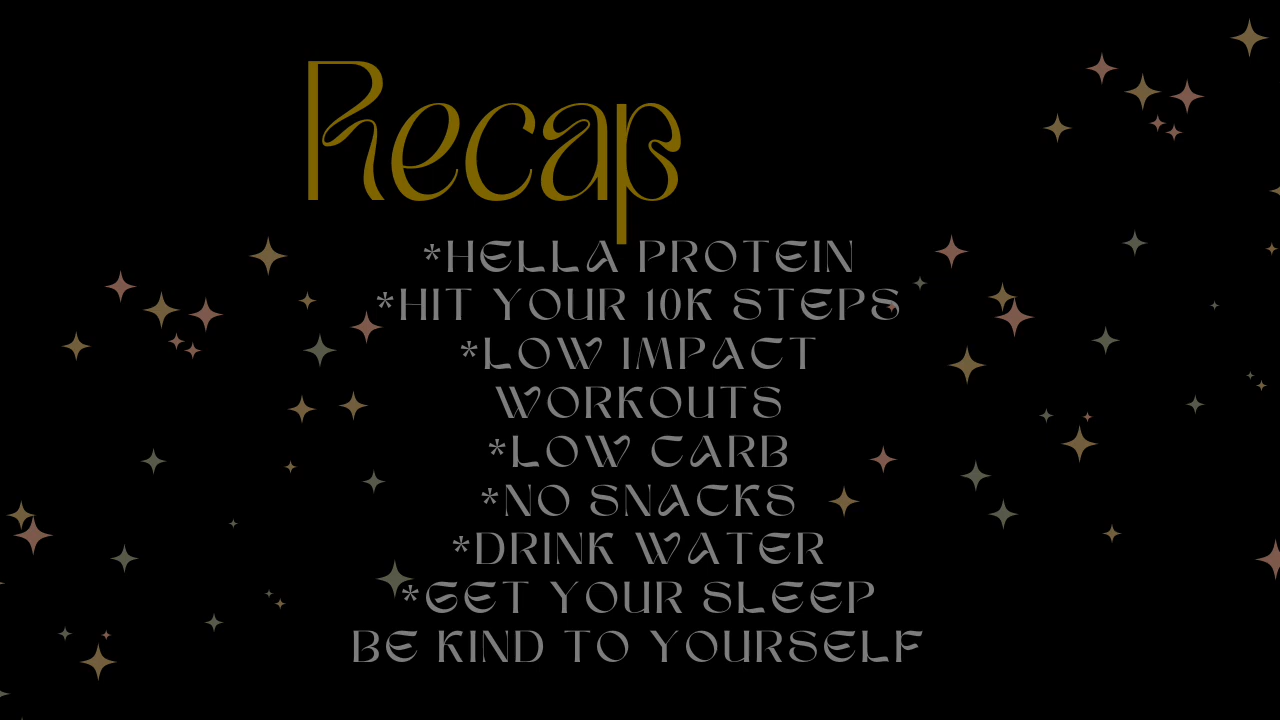 Recap
*HELLA PROTEIN
*HIT YOUR 10K STEPS
*LOW IMPACT
WORKOUTS
*LOW CARB
*NO SNACKS
*DRINK WATER
*GET YOUR SLEEP
BE KIND TO YOURSELF